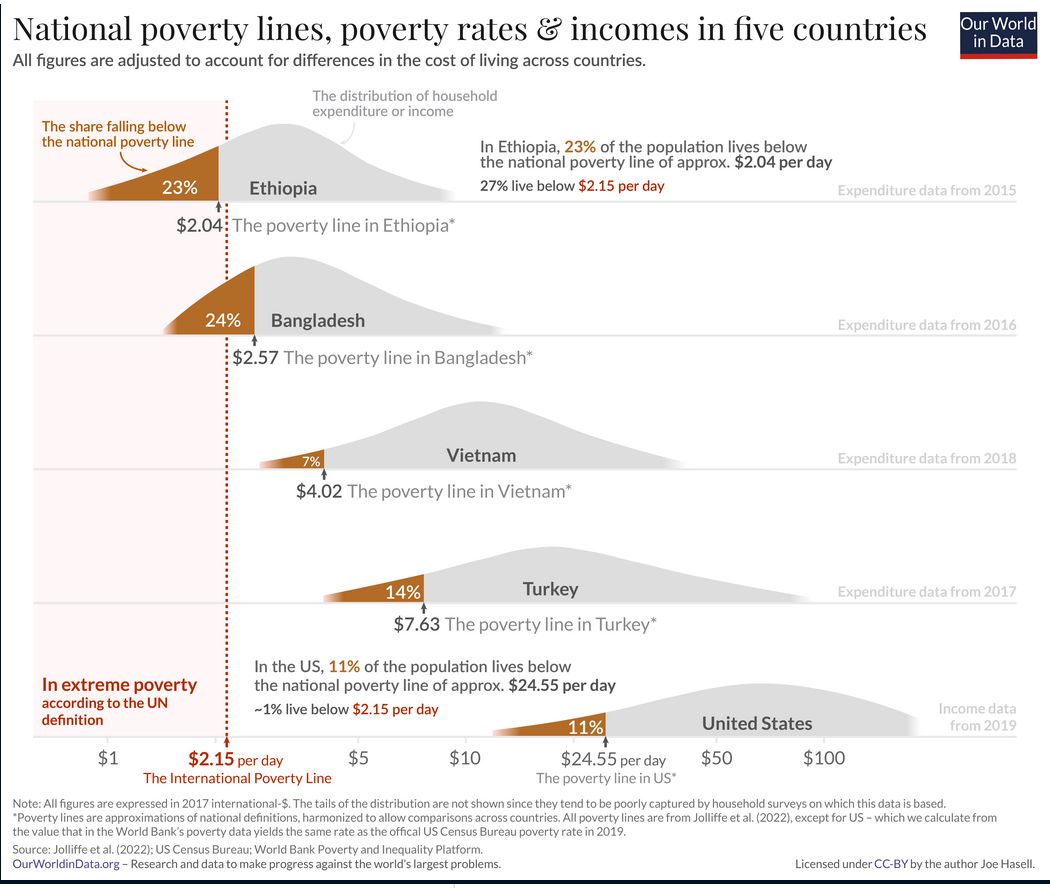 National poverty lines, poverty rates & incomes in five countries
Our World
in Data
All figures are adjusted to account for differences in the cost of living across countries.
The distribution of household
expenditure or income
The share falling below
the national poverty line
In Ethiopia, 23% of the population lives below
the national poverty line of approx. $2.04 per day
27% live below $2.15 per day
23%
Ethiopia
Expenditure data from 2015
$2.04 The poverty line in Ethiopia*
24%
Bangladesh
Expenditure data from 2016
$2.57 The poverty line in Bangladesh*
7%
Vietnam
Expenditure data from 2018
$4.02 The poverty line in Vietnam*
14%
Turkey
Expenditure data from 2017
$7.63 The poverty line in Turkey*
In the US, 11% of the population lives below
the national poverty line of approx. $24.55 per day
~1% live below $2.15 per day
In extreme poverty
according to the UN
definition
11%
United States
Income data
from 2019
$1
$2.15 per day
$5
$10
$24.55 per day
$50
$100
The International Poverty Line
The poverty line in US*
Note: All figures are expressed in 2017 international-$. The tails of the distribution are not shown since they tend to be poorly captured by household surveys on which this data is based.
*Poverty lines are approximations of national definitions, harmonized to allow comparisons across countries. All poverty lines are from Jolliffe et al. (2022), except for US – which we calculate from
the value that in the World Bank's poverty data yields the same rate as the offical US Census Bureau poverty rate in 2019.
Source: Jolliffe et al. (2022); US Census Bureau; World Bank Poverty and Inequality Platform.
OurWorldinData.org – Research and data to make progress against the world's largest problems.
Licensed under CC-BY by the author Joe Hasell.